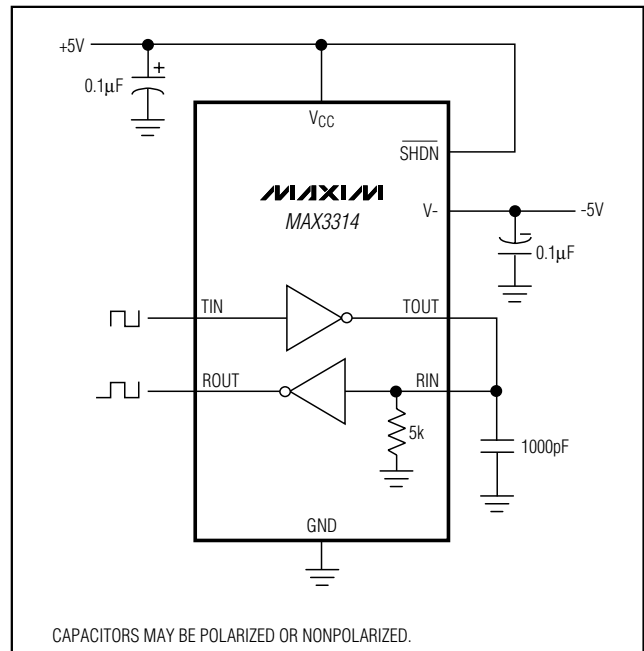 +5V
+
0.1µF
VCC
SHDN
MAXIM
MAX3314
V-
-5V
−
0.1µF
TIN
TOUT
ROUT
RIN
5k
1000pF
GND
CAPACITORS MAY BE POLARIZED OR NONPOLARIZED.